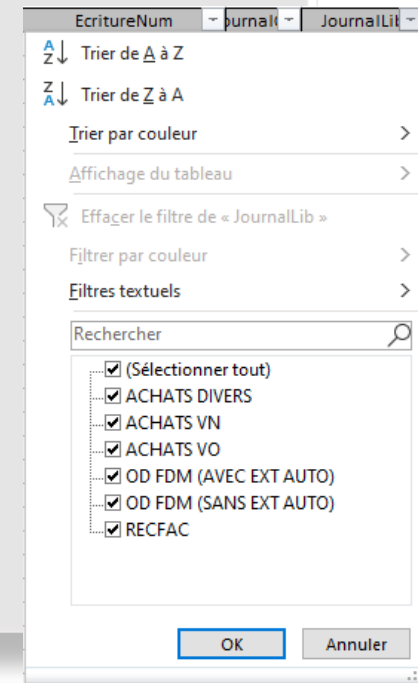 EcritureNum ournal( JournalLib
Trier de A à Z
Trier de Z à A
Trier par couleur
Affichage du tableau
Effacer le filtre de « JournalLib »
Filtrer par couleur
Filtres textuels
Rechercher
(Sélectionner tout)
ACHATS DIVERS
ACHATS VN
ACHATS VO
OD FDM (AVEC EXT AUTO)
OD FDM (SANS EXT AUTO)
RECFAC
OK Annuler